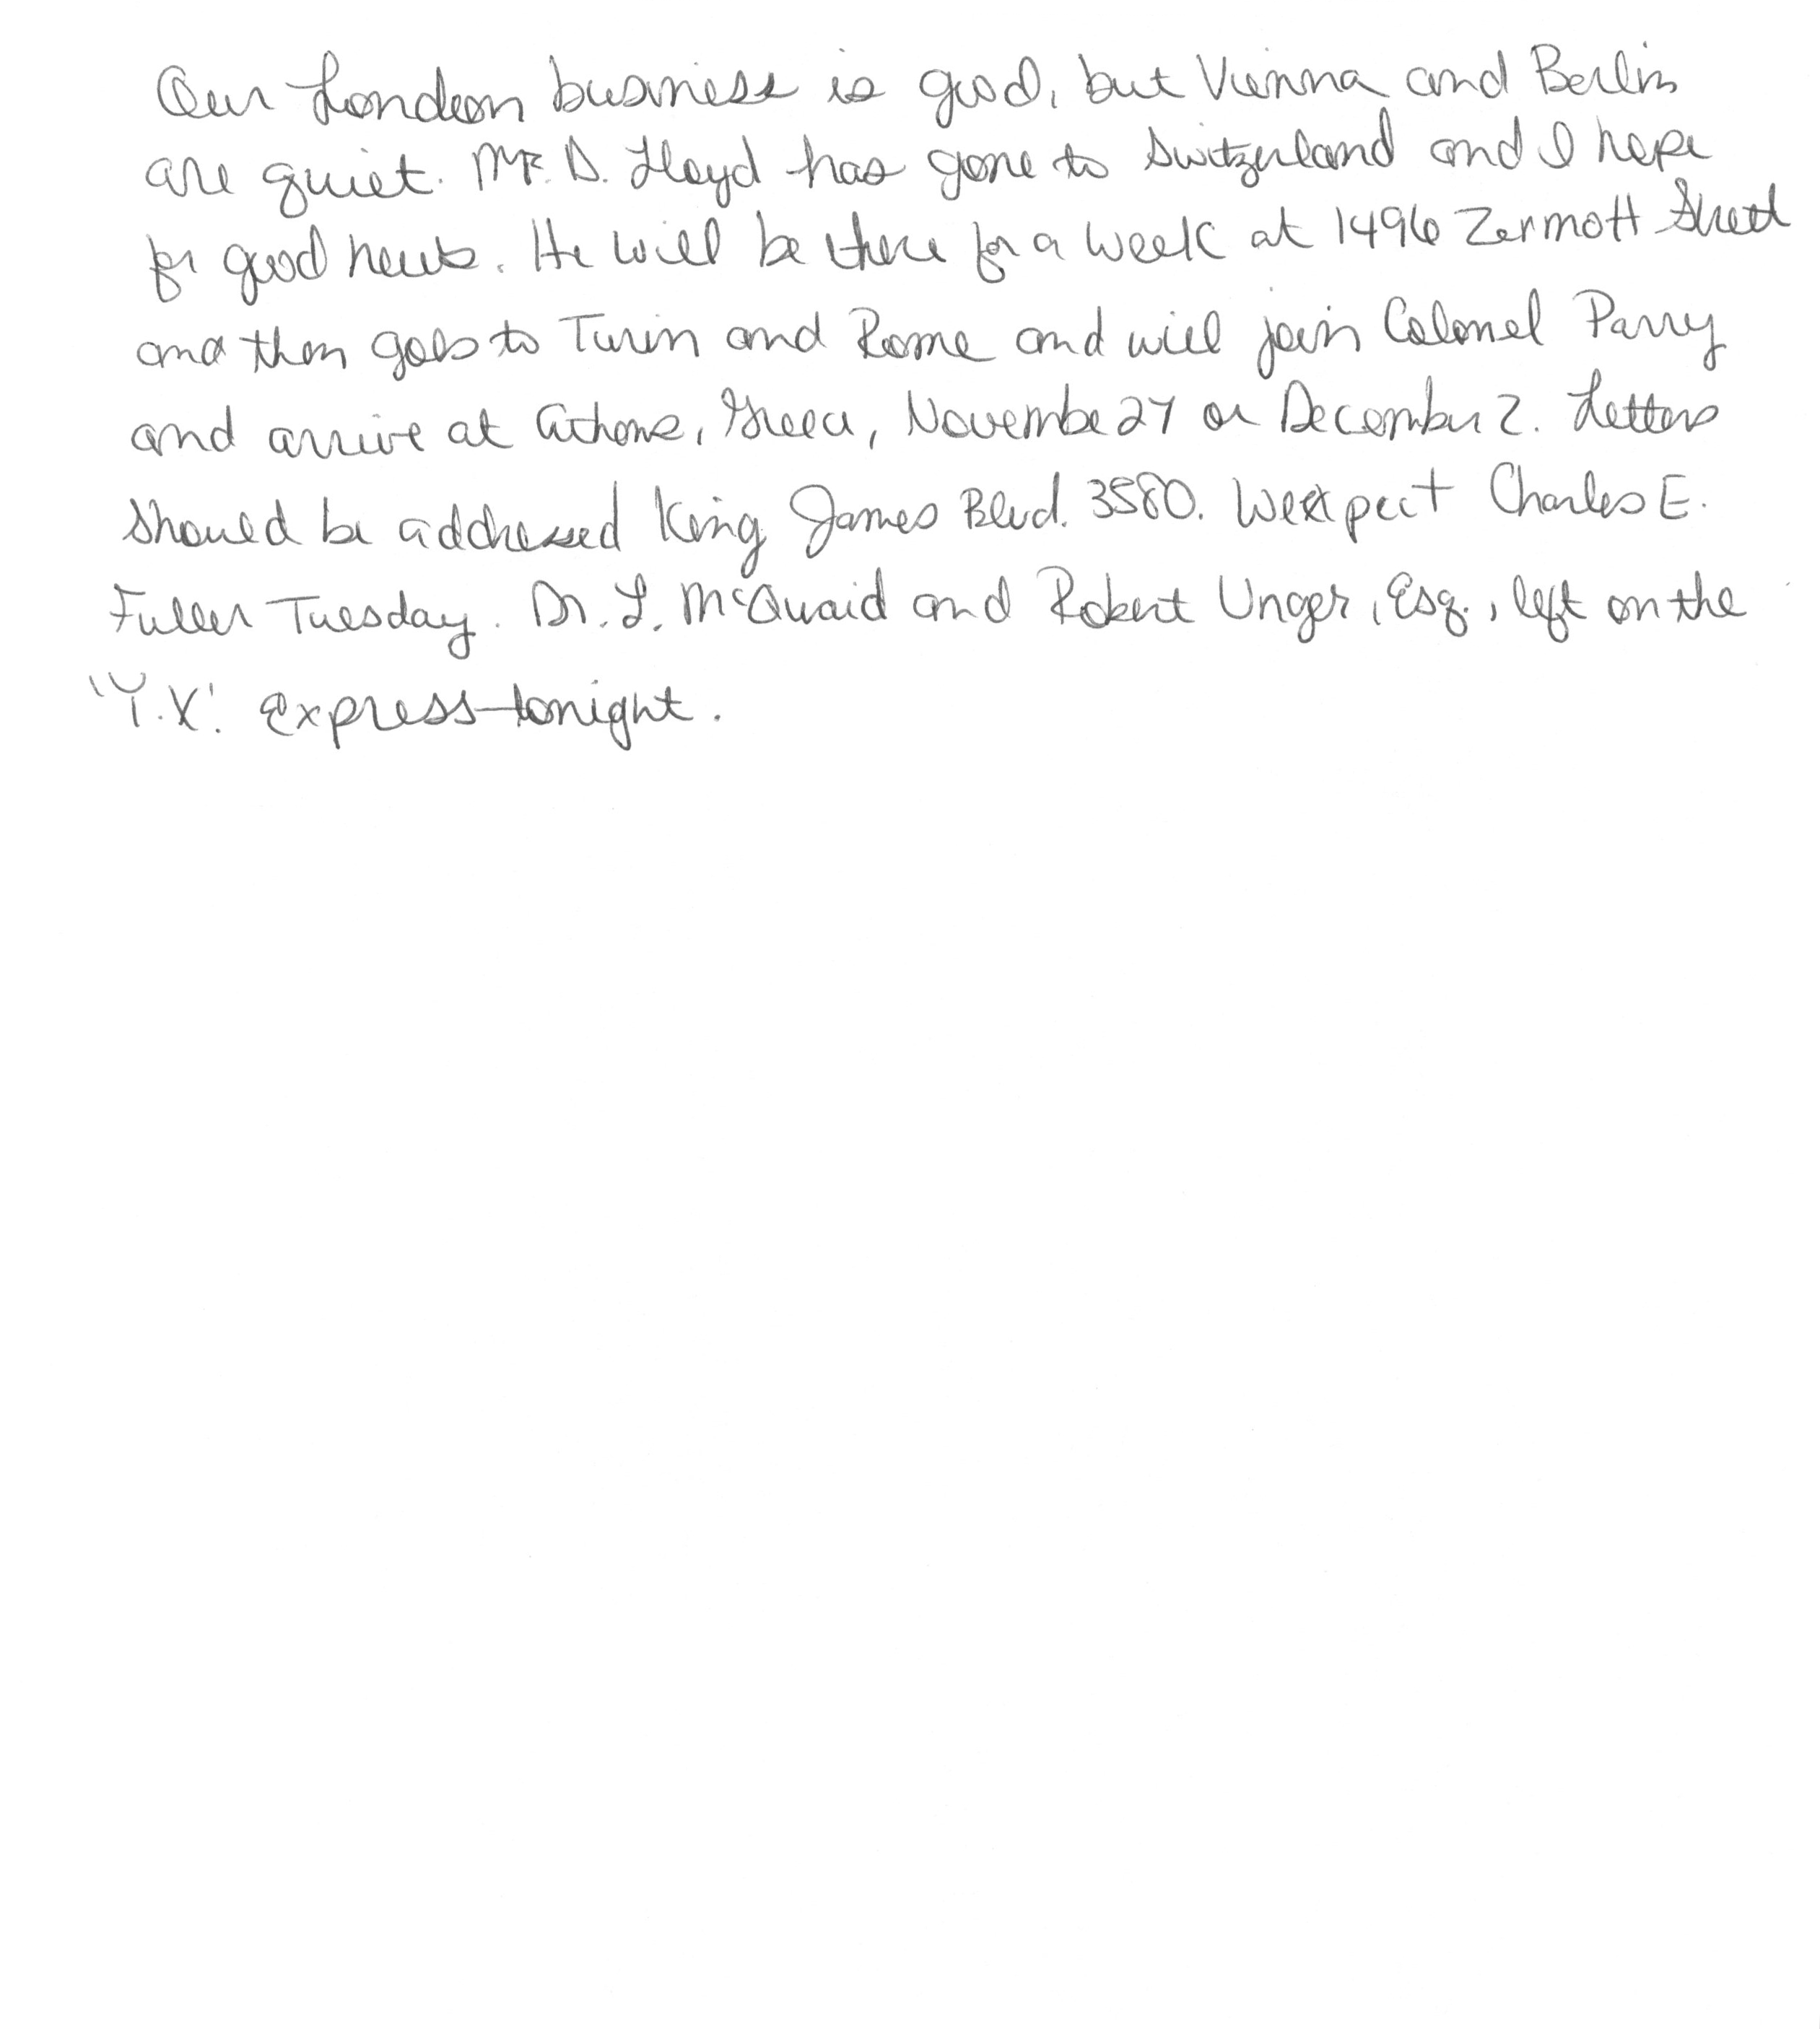 Our London business is good, but Vienna and Berlin
are quiet. Mr. D. Lloyd has gone to Switzerland and I hope
for good news. He will be there for a week at 1496 Zermott Street
and then goes to Turin and Rome and will join Colonel Parry
and arrive at Athens, Greece, Novembe 27 or December 2. Letters
should be addressed King James Blvd. 3580. We expect Charles E.
Fuller Tuesday. Dr. L. McQuaid and Robert Unger, Esq., left on the
'Y.X.' Express tonight.